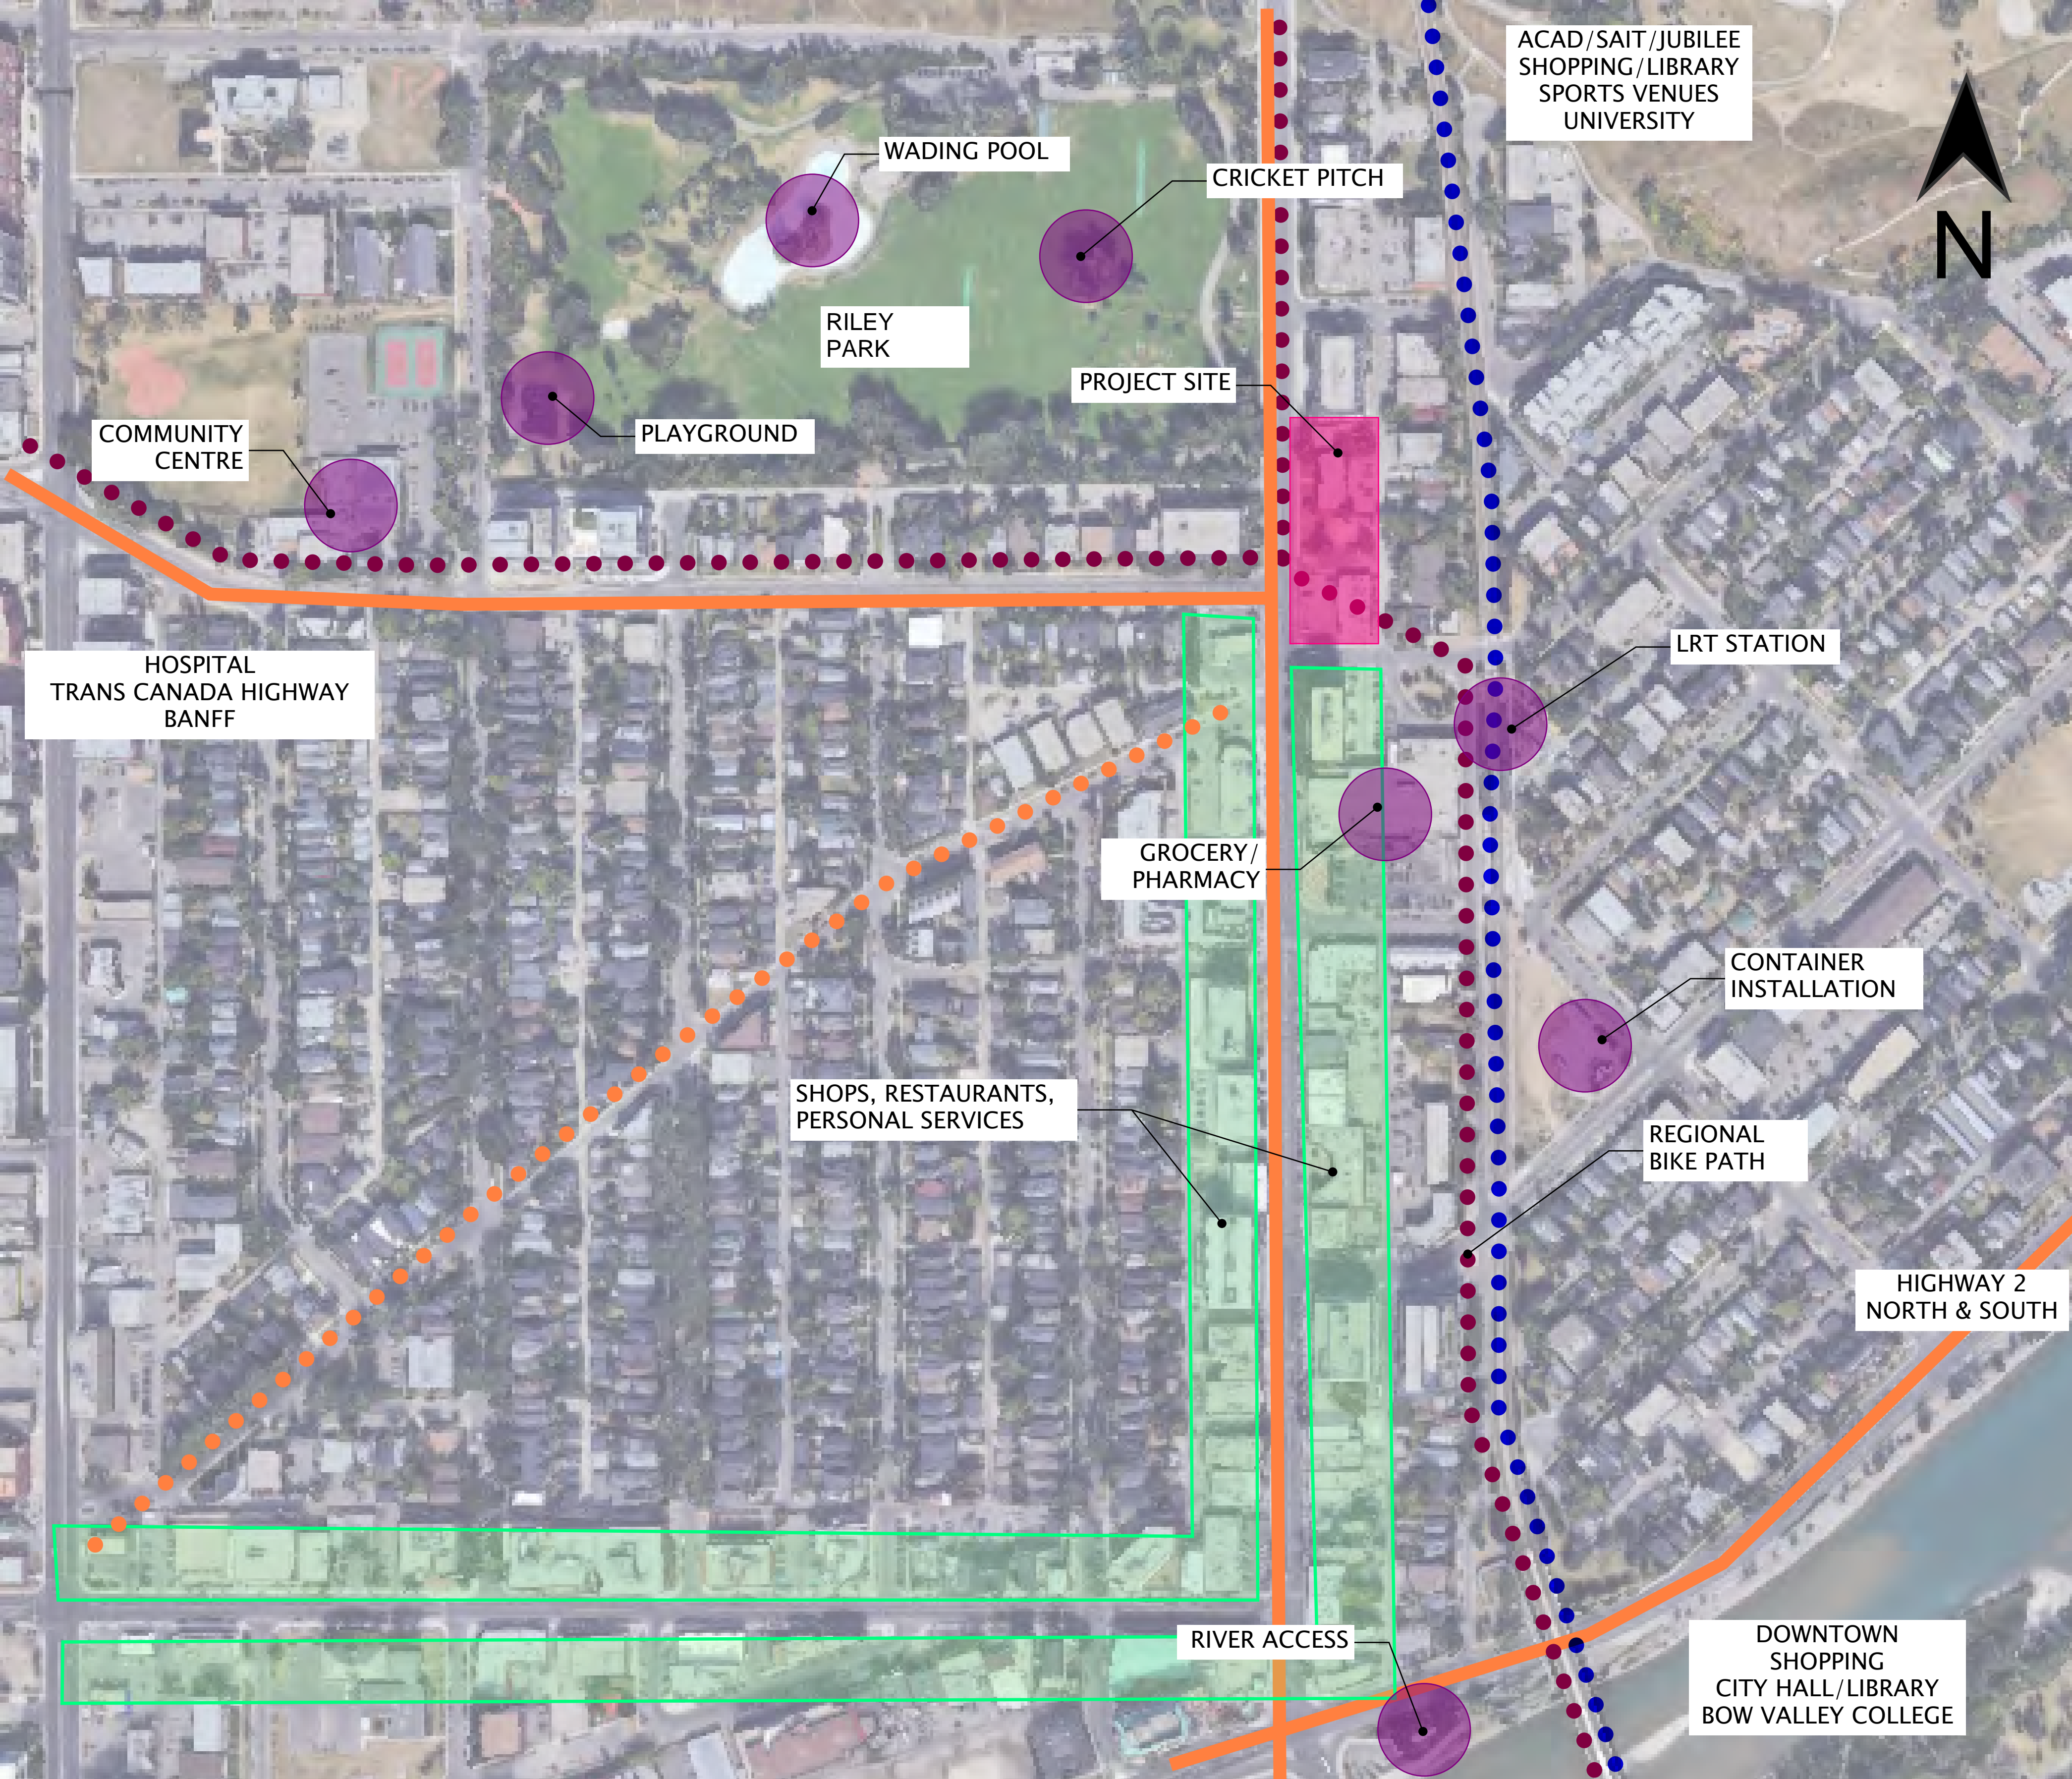 ACAD/SAIT/JUBILEE
SHOPPING/LIBRARY
SPORTS VENUES
UNIVERSITY
WADING POOL
CRICKET PITCH
N
RILEY
PARK
PROJECT SITE
COMMUNITY
CENTRE
PLAYGROUND
HOSPITAL
TRANS CANADA HIGHWAY
BANFF
LRT STATION
GROCERY/
PHARMACY
CONTAINER
INSTALLATION
SHOPS, RESTAURANTS,
PERSONAL SERVICES
REGIONAL
BIKE PATH
HIGHWAY 2
NORTH & SOUTH
RIVER ACCESS
DOWNTOWN
SHOPPING
CITY HALL/LIBRARY
BOW VALLEY COLLEGE